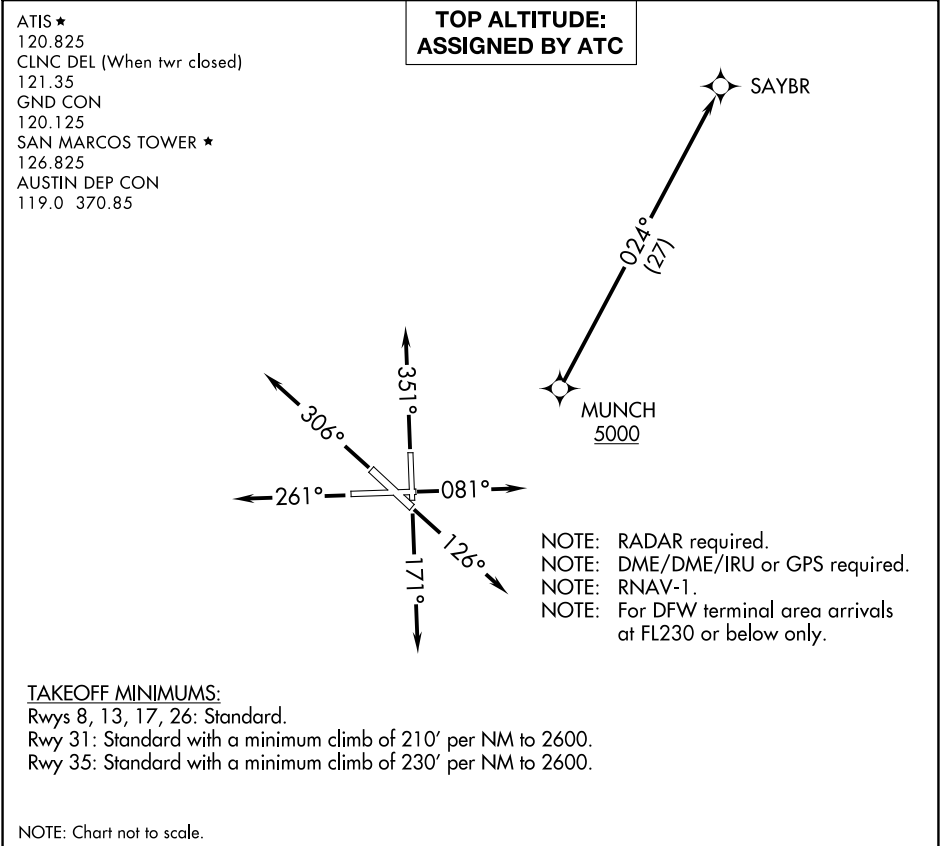 ATIS ★
120.825
CLNC DEL (When twr closed)
121.35
GND CON
120.125
SAN MARCOS TOWER ★
126.825
AUSTIN DEP CON
119.0 370.85
TOP ALTITUDE:
ASSIGNED BY ATC
SAYBR
024°
(27)
MUNCH
5000
351°
306°
261°
081°
126°
171°
NOTE: RADAR required.
NOTE: DME/DME/IRU or GPS required.
NOTE: RNAV-1.
NOTE: For DFW terminal area arrivals
at FL230 or below only.
TAKEOFF MINIMUMS:
Rwys 8, 13, 17, 26: Standard.
Rwy 31: Standard with a minimum climb of 210' per NM to 2600.
Rwy 35: Standard with a minimum climb of 230' per NM to 2600.
NOTE: Chart not to scale.